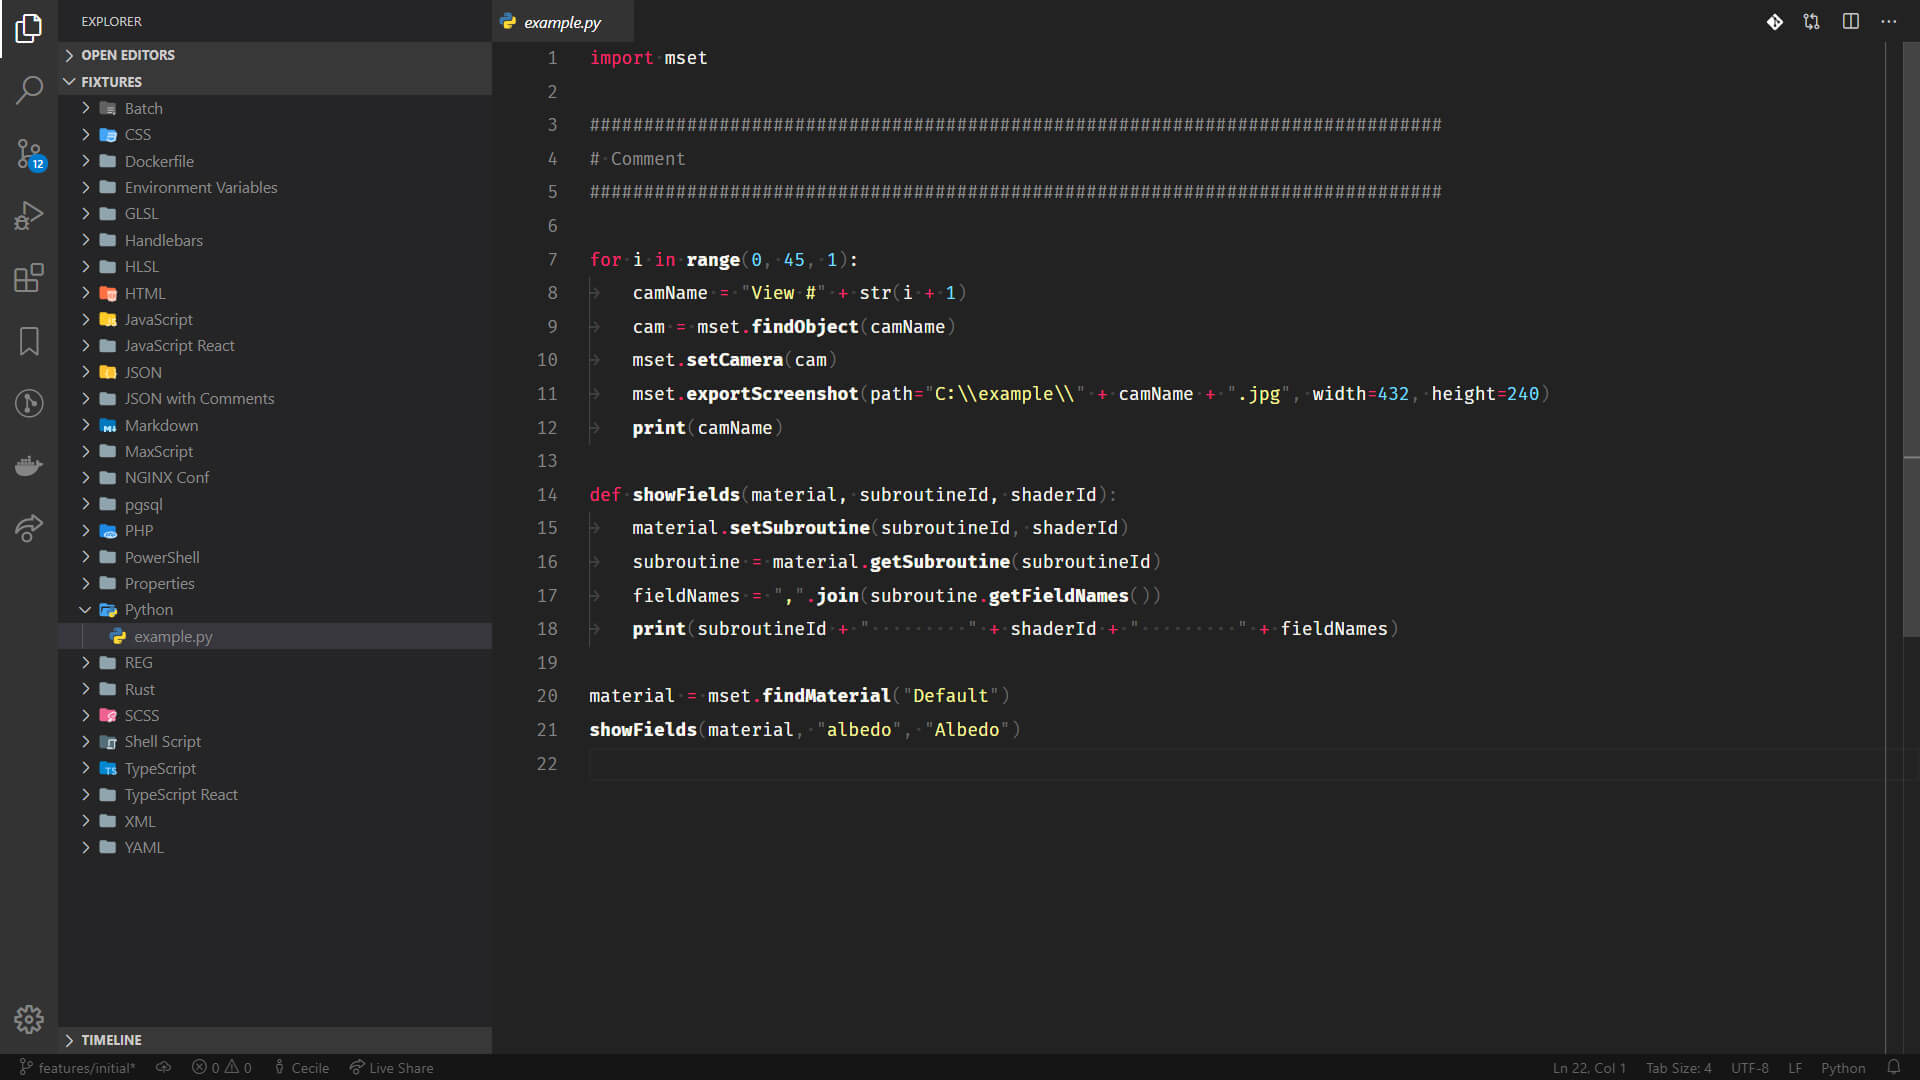 EXPLORER
OPEN EDITORS
FIXTURES
Batch
CSS
Dockerfile
Environment Variables
GLSL
Handlebars
HLSL
HTML
JavaScript
JavaScript React
JSON
JSON with Comments
Markdown
MaxScript
NGINX Conf
pgsql
PHP
PowerShell
Properties
Python
example.py
REG
Rust
SCSS
Shell Script
TypeScript
TypeScript React
XML
YAML
TIMELINE
12
example.py
1 import mset
2
3 ###############################################################################
4 # Comment
5 ###############################################################################
6
7 for i in range(0, 45, 1):
8 camName = "View #" + str(i + 1)
9 cam = mset.findObject(camName)
10 mset.setCamera(cam)
11 mset.exportScreenshot(path="C:\\example\\" + camName + ".jpg", width=432, height=240)
12 print(camName)
13
14 def showFields(material, subroutineId, shaderId):
15 material.setSubroutine(subroutineId, shaderId)
16 subroutine = material.getSubroutine(subroutineId)
17 fieldNames = ",".join(subroutine.getFieldNames())
18 print(subroutineId + "         " + shaderId + "         " + fieldNames)
19
20 material = mset.findMaterial("Default")
21 showFields(material, "albedo", "Albedo")
22
features/initial* 0 0 Cecile Live Share Ln 22, Col 1 Tab Size: 4 UTF-8 LF Python